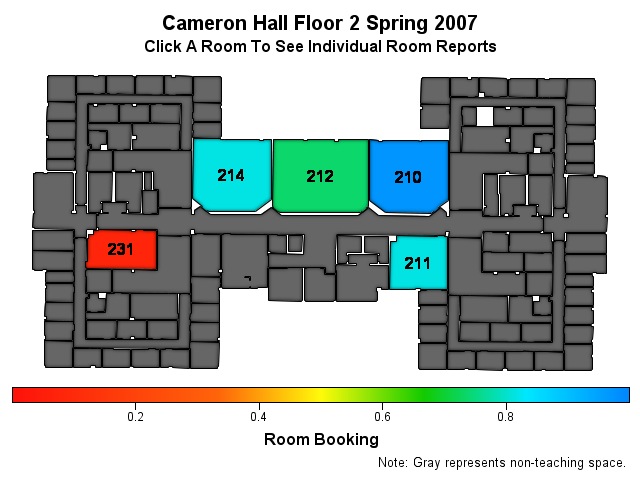 Cameron Hall Floor 2 Spring 2007
Click A Room To See Individual Room Reports
214
212
210
231
211
0.2 0.4 0.6 0.8
Room Booking
Note: Gray represents non-teaching space.